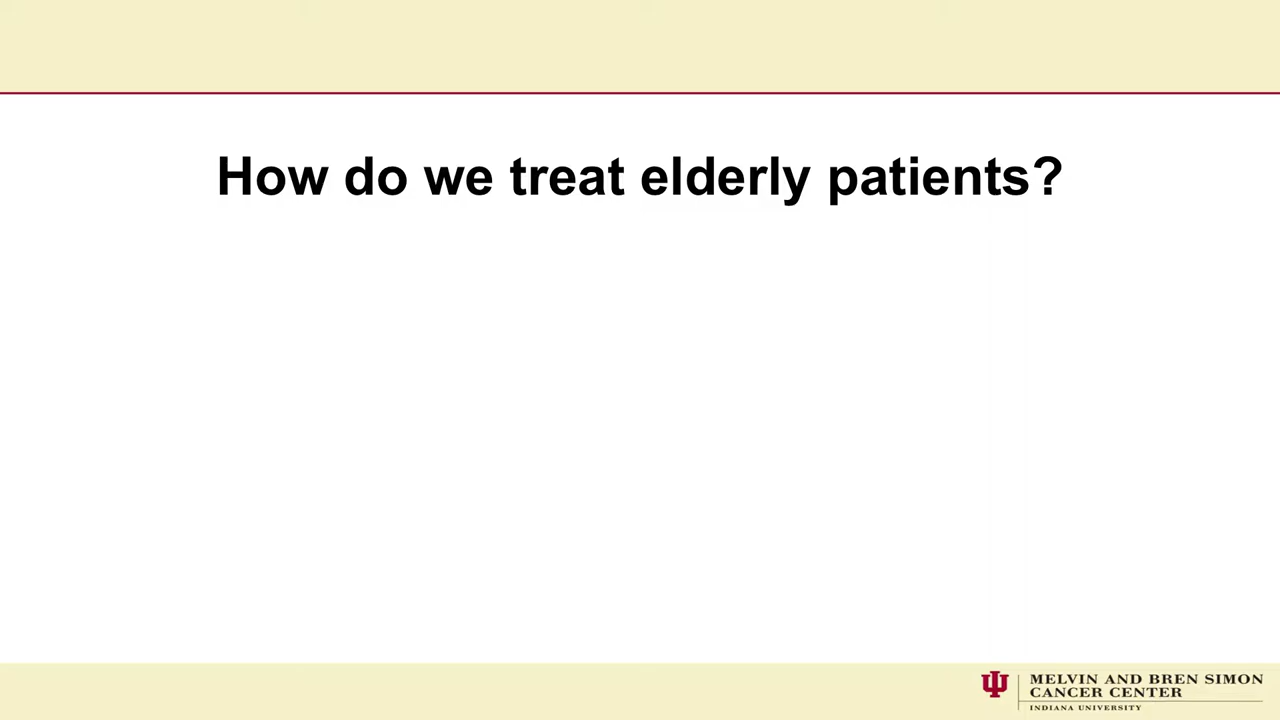 How do we treat elderly patients?
MELVIN AND BREN SIMON
CANCER CENTER
INDIANA UNIVERSITY